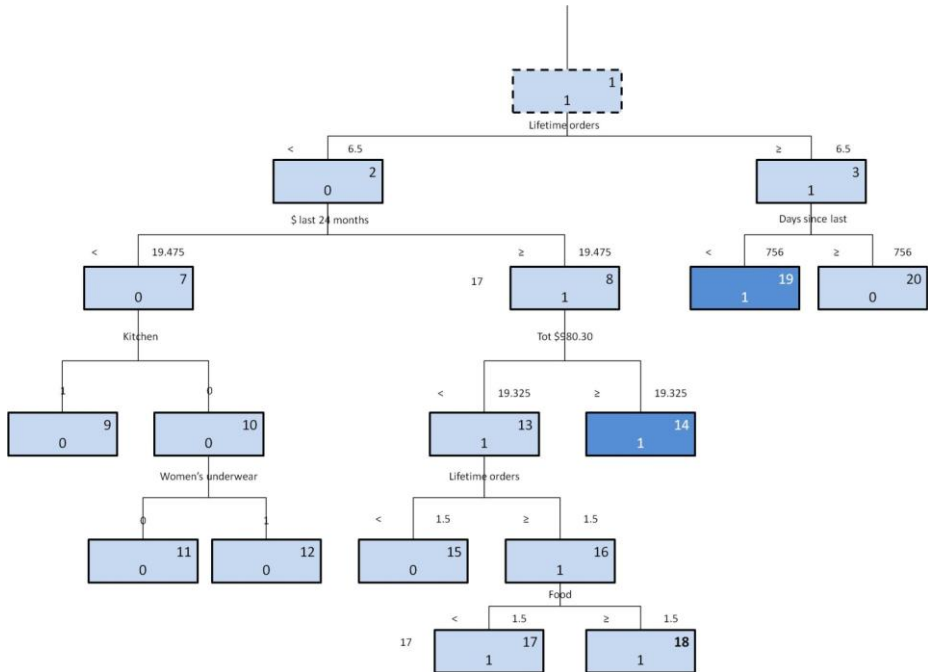 1
1
Lifetime orders
< 6.5 ≥ 6.5
2 3
0 1
$ last 24 months Days since last
< 19.475 ≥ 19.475 < 756 ≥ 756
7 17 8 19 20
0 1 1 0
Kitchen Tot $980.30
1 0 < 19.325 ≥ 19.325
9 10 13 14
0 0 1 1
Women's underwear Lifetime orders
0 1 < 1.5 ≥ 1.5
11 12 15 16
0 0 0 1
Food
< 1.5 ≥ 1.5
17 17 18
1 1